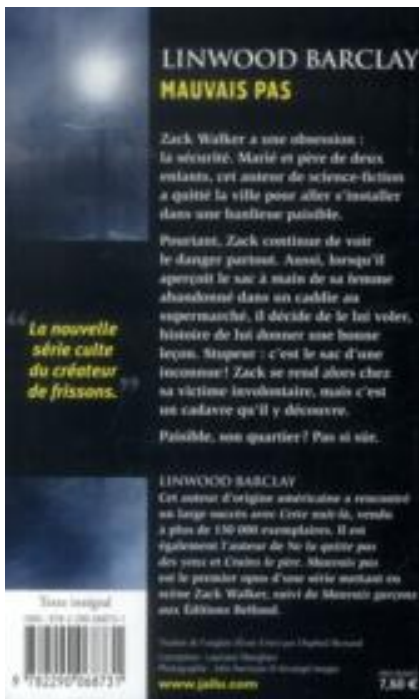 LINWOOD BARCLAY
MAUVAIS PAS
Zack Walker a une obsession :
la sécurité. Marié et père de deux
enfants, cet auteur de science-fiction
a quitté la ville pour aller s'installer
dans une banlieue paisible.
Pourtant, Zack continue de voir
le danger partout. Aussi, lorsqu'il
aperçoit le sac à main de sa femme
abandonné dans un caddie au
supermarché, il décide de le lui voler,
histoire de lui donner une bonne
leçon. Stupeur : c'est le sac d'une
inconnue! Zack se rend alors chez
sa victime involontaire, mais c'est
un cadavre qu'il y découvre.
Paisible, son quartier? Pas si sûr.
“ La nouvelle
série culte
du créateur
de frissons. ”
LINWOOD BARCLAY
Cet auteur d'origine américaine a rencontré
un large succès avec Cette nuit-là, vendu
à plus de 150 000 exemplaires. Il est
également l'auteur de Ne la quitte pas
des yeux et Crains le pire. Mauvais pas
est le premier opus d'une série mettant en
scène Zack Walker, suivi de Mauvais garçons
aux Éditions Belfond.
Texte intégral
9 782290 068731
www.jailu.com
7,60 €